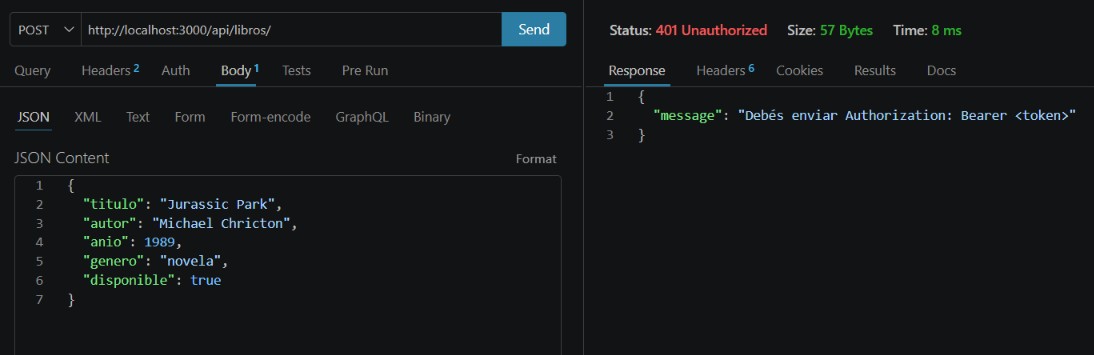 POST http://localhost:3000/api/libros/ Send
Query Headers 2 Auth Body 1 Tests Pre Run
JSON XML Text Form Form-encode GraphQL Binary
JSON Content Format
1 {
2 "titulo": "Jurassic Park",
3 "autor": "Michael Chricton",
4 "anio": 1989,
5 "genero": "novela",
6 "disponible": true
7 }
Status: 401 Unauthorized Size: 57 Bytes Time: 8 ms
Response Headers 6 Cookies Results Docs
1 {
2 "message": "Debés enviar Authorization: Bearer <token>"
3 }